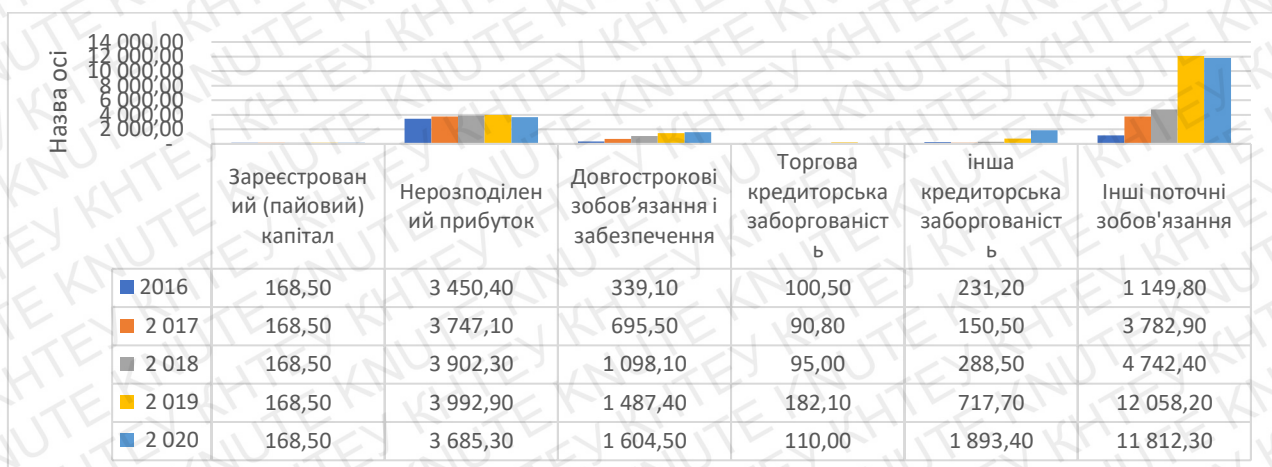 14 000,00
12 000,00
10 000,00
8 000,00
6 000,00
4 000,00
2 000,00
-
Назва осі
Зареєстрован
ий (пайовий)
капітал
Нерозподілен
ий прибуток
Довгострокові
зобов’язання і
забезпечення
Торгова
кредиторська
заборгованіст
ь
інша
кредиторська
заборгованіст
ь
Інші поточні
зобов'язання
2016 168,50 3 450,40 339,10 100,50 231,20 1 149,80
2 017 168,50 3 747,10 695,50 90,80 150,50 3 782,90
2 018 168,50 3 902,30 1 098,10 95,00 288,50 4 742,40
2 019 168,50 3 992,90 1 487,40 182,10 717,70 12 058,20
2 020 168,50 3 685,30 1 604,50 110,00 1 893,40 11 812,30